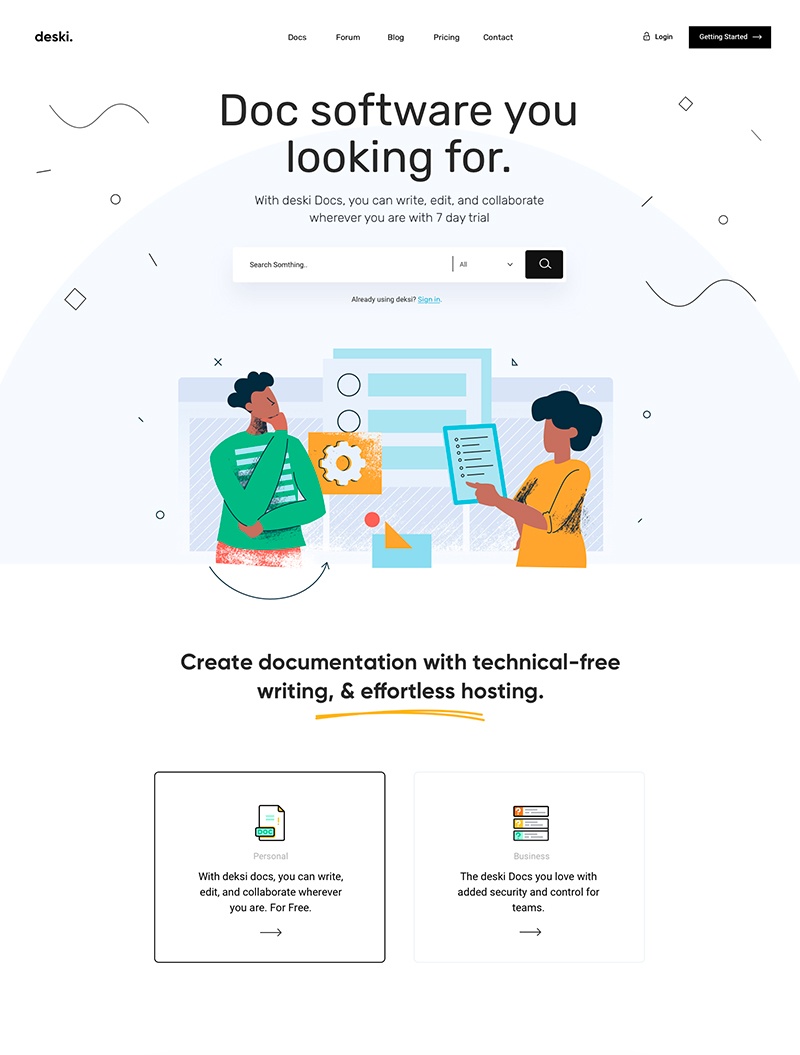 deski.
Docs Forum Blog Pricing Contact
Login
Getting Started
Doc software you
looking for.
With deski Docs, you can write, edit, and collaborate
wherever you are with 7 day trial
Search Somthing..
All
Already using deksi? Sign in.
Create documentation with technical-free
writing, & effortless hosting.
DOC
Personal
With deksi docs, you can write,
edit, and collaborate wherever
you are. For Free.
Business
The deski Docs you love with
added security and control for
teams.